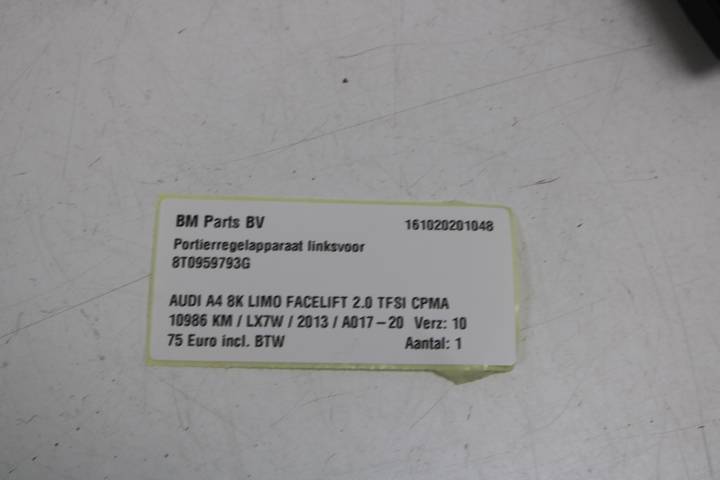 BM Parts BV 161020201048
Portierregelapparaat linksvoor
8T0959793G
AUDI A4 8K LIMO FACELIFT 2.0 TFSI CPMA
10986 KM / LX7W / 2013 / A017-20 Verz: 10
75 Euro incl. BTW Aantal: 1